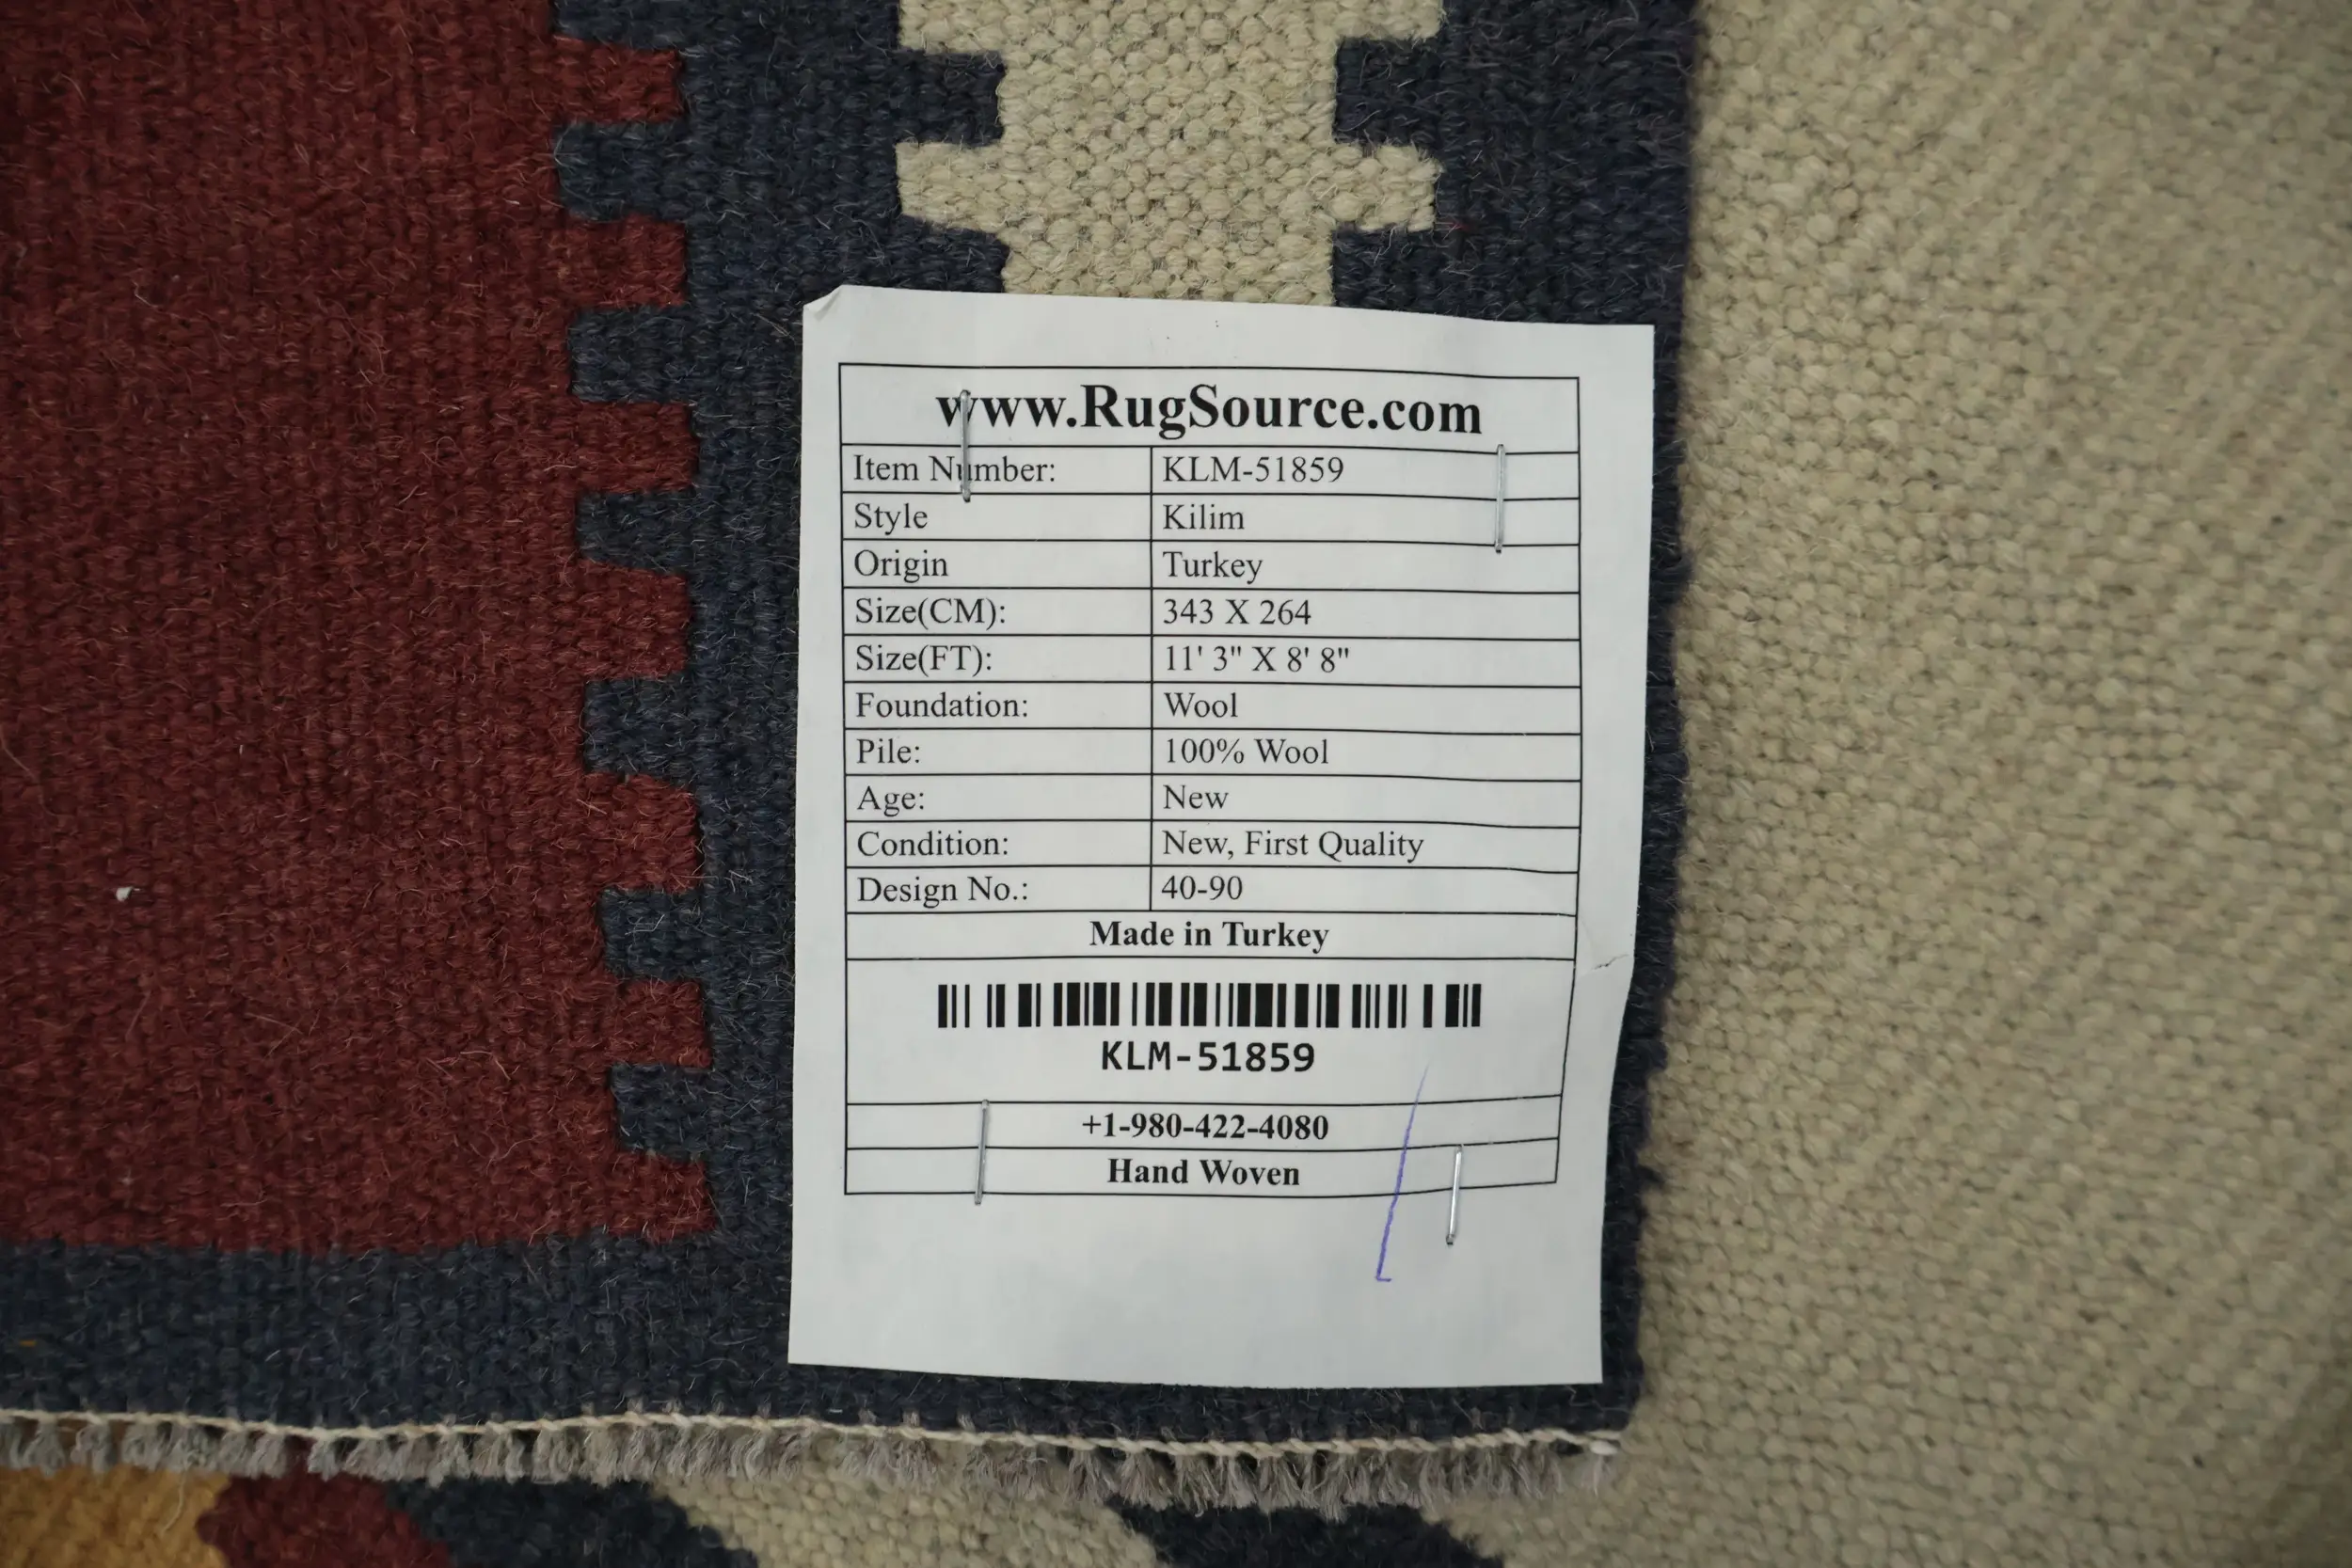 www.RugSource.com
Item Number: KLM-51859
Style Kilim
Origin Turkey
Size(CM): 343 X 264
Size(FT): 11' 3" X 8' 8"
Foundation: Wool
Pile: 100% Wool
Age: New
Condition: New, First Quality
Design No.: 40-90
Made in Turkey
KLM-51859
+1-980-422-4080
Hand Woven